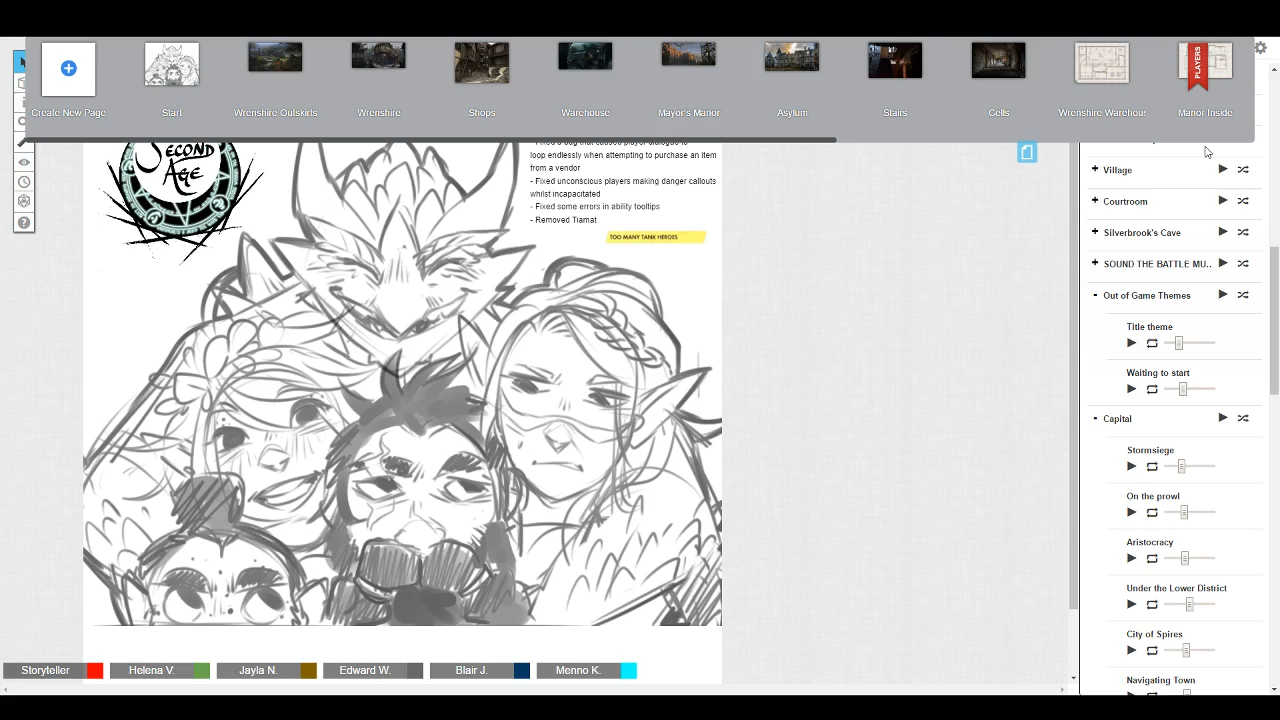 PLAYERS
Create New Page
Start
Wrenshire Outskirts
Wrenshire
Shops
Warehouse
Mayor's Manor
Asylum
Stairs
Cells
Wrenshire Warehou
Manor Inside
SECOND
AGE
loop endlessly when attempting to purchase an item
from a vendor
- Fixed unconscious players making danger callouts
whilst incapacitated
- Fixed some errors in ability tooltips
- Removed Tiamat
TOO MANY TANK HEROES
+ Village
+ Courtroom
+ Silverbrook's Cave
+ SOUND THE BATTLE MU..
- Out of Game Themes
Title theme
Waiting to start
- Capital
Stormsiege
On the prowl
Aristocracy
Under the Lower District
City of Spires
Navigating Town
Storyteller
Helena V.
Jayla N.
Edward W.
Blair J.
Menno K.